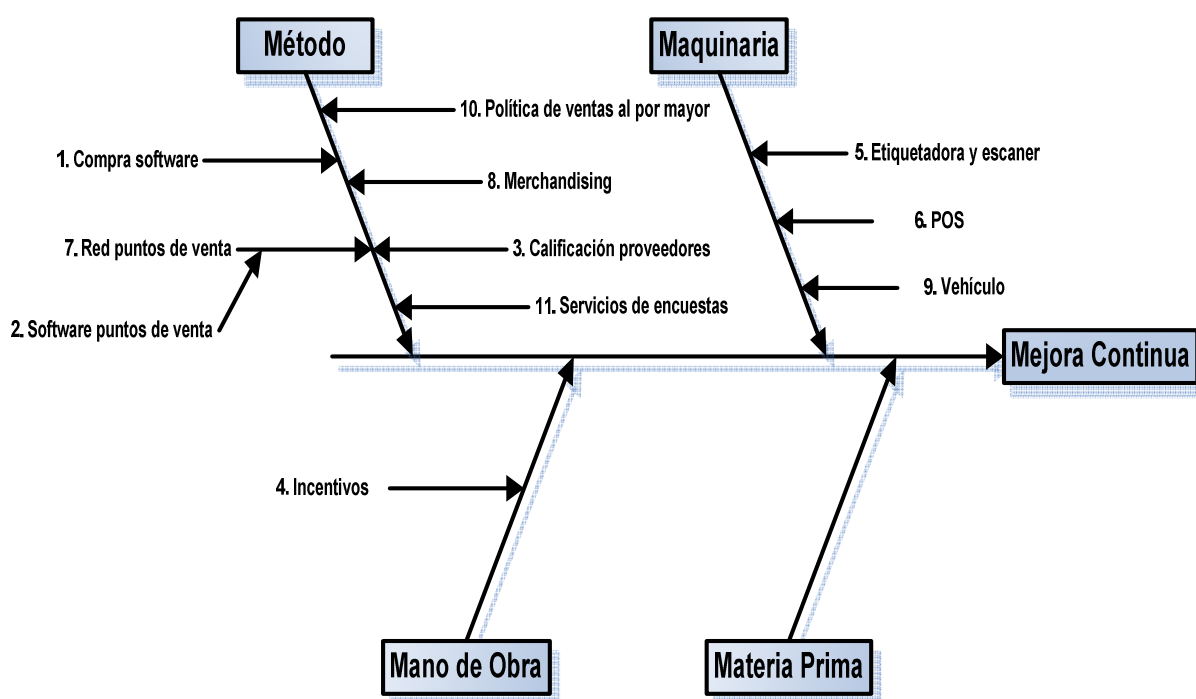 Método
Maquinaria
10. Política de ventas al por mayor
1. Compra software
5. Etiquetadora y escaner
8. Merchandising
6. POS
7. Red puntos de venta
3. Calificación proveedores
9. Vehículo
11. Servicios de encuestas
2. Software puntos de venta
Mejora Continua
4. Incentivos
Mano de Obra
Materia Prima